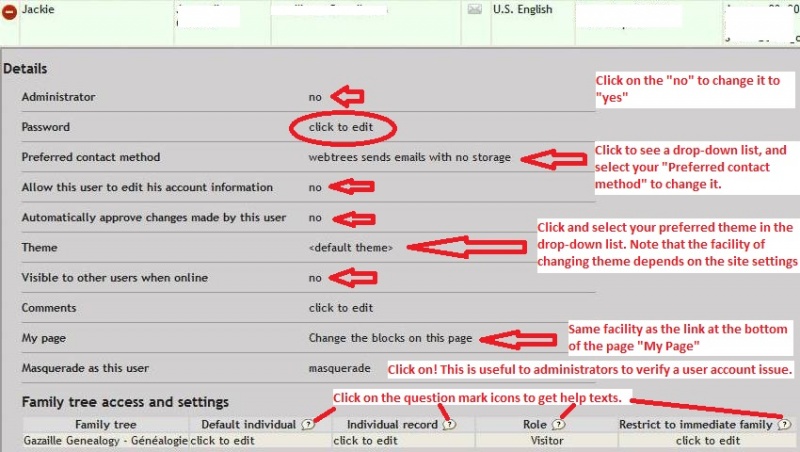 Jackie U.S. English
Details
Click on the "no" to change it to
"yes"
Administrator no
Password click to edit
Click to see a drop-down list, and
select your "Preferred contact
method" to change it.
Preferred contact method webtrees sends emails with no storage
Allow this user to edit his account information no
Automatically approve changes made by this user no
Click and select your preferred theme in the
drop-down list. Note that the facility of
changing theme depends on the site settings
Theme <default theme>
Visible to other users when online no
Comments click to edit
Same facility as the link at the bottom
of the page "My Page"
My page Change the blocks on this page
Masquerade as this user masquerade Click on! This is useful to administrators to verify a user account issue.
Family tree access and settings Click on the question mark icons to get help texts.
Family tree Default individual ? Individual record ? Role ? Restrict to immediate family ?
Gazaille Genealogy - Généalogie click to edit click to edit Visitor click to edit